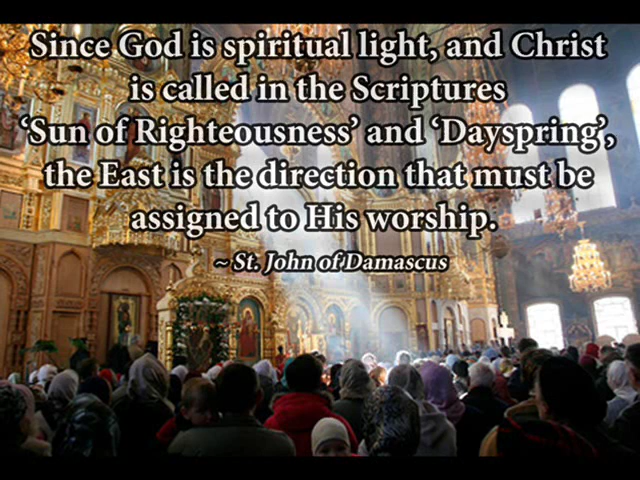 Since God is spiritual light, and Christ
is called in the Scriptures
‘Sun of Righteousness’ and ‘Dayspring’,
the East is the direction that must be
assigned to His worship.
~ St. John of Damascus